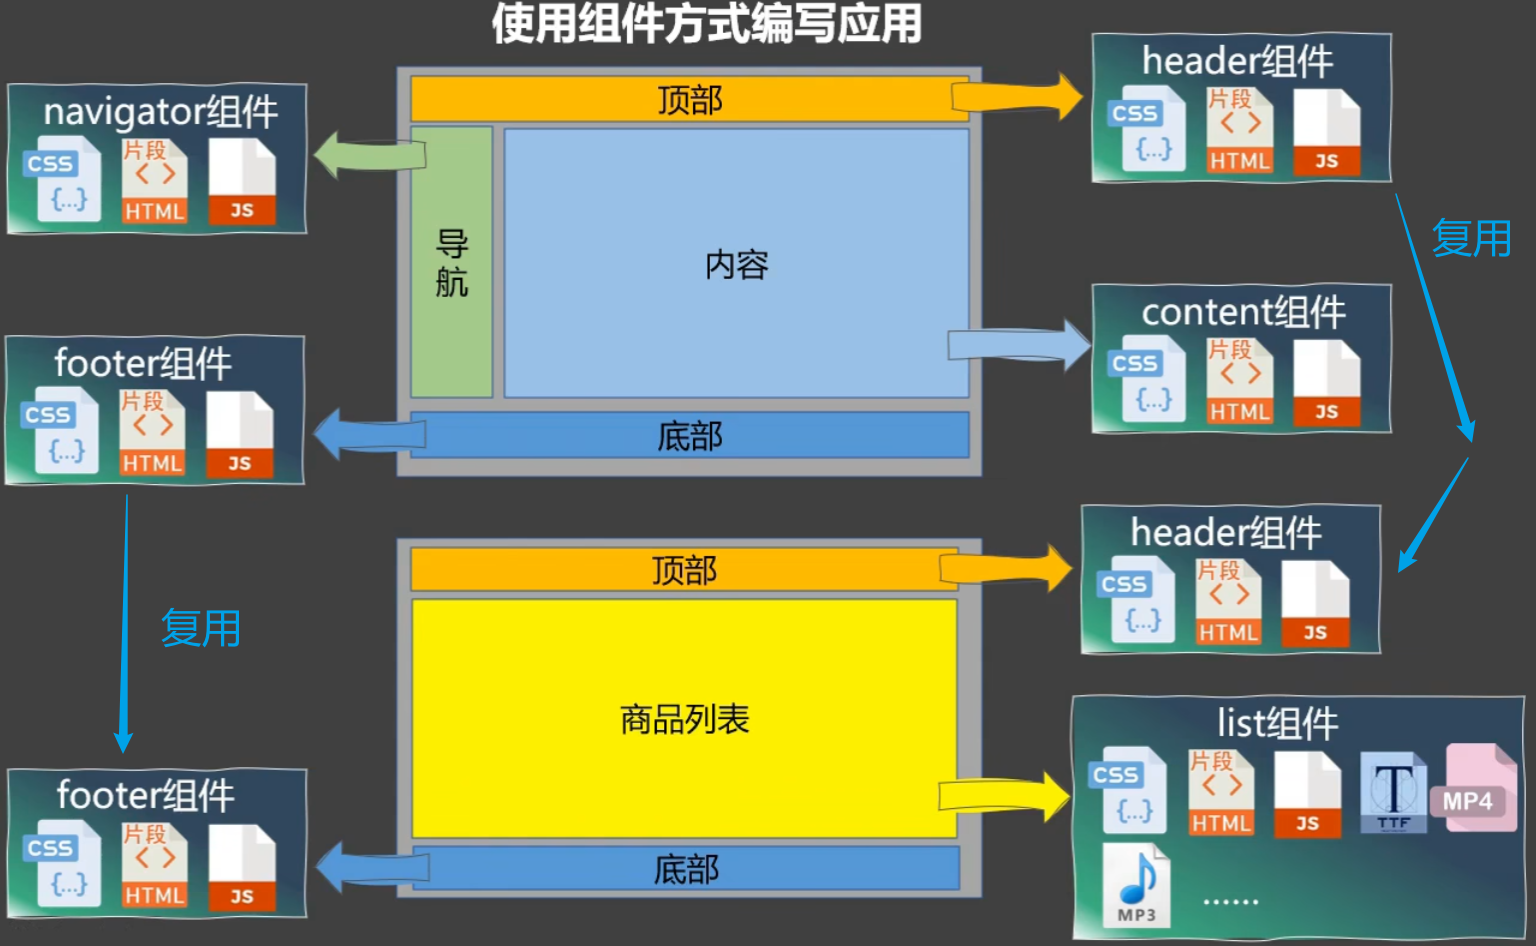 使用组件方式编写应用
navigator组件
CSS
{...}
片段
< >
HTML
JS
顶部
header组件
CSS
{...}
片段
< >
HTML
JS
导航
内容
复用
footer组件
CSS
{...}
片段
< >
HTML
JS
底部
content组件
CSS
{...}
片段
< >
HTML
JS
顶部
header组件
CSS
{...}
片段
< >
HTML
JS
复用
商品列表
list组件
CSS
{...}
片段
< >
HTML
JS
T
TTF
MP4
MP3
······
footer组件
CSS
{...}
片段
< >
HTML
JS
底部